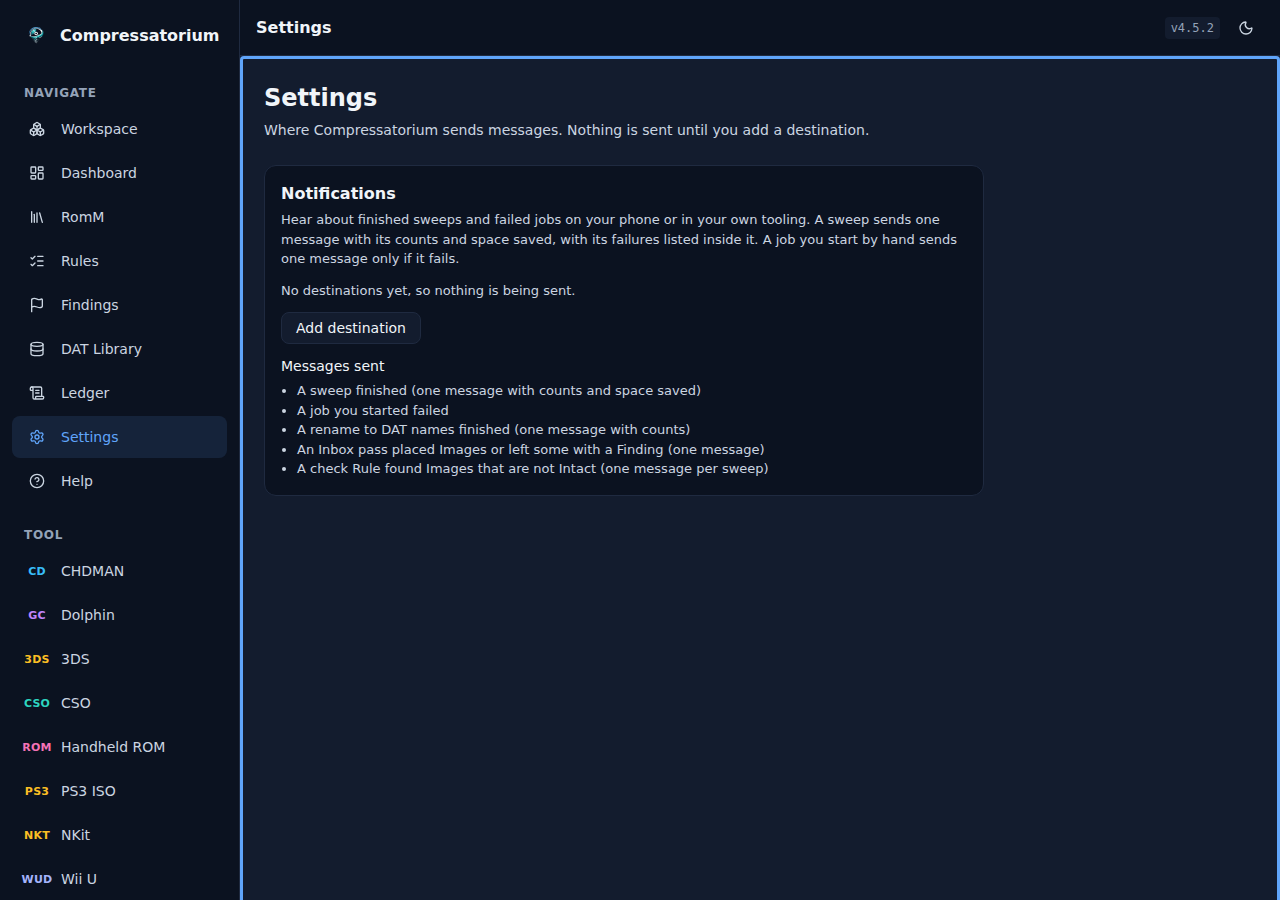 Compressatorium
NAVIGATE
Workspace
Dashboard
RomM
Rules
Findings
DAT Library
Ledger
Settings
Help
TOOL
CD CHDMAN
GC Dolphin
3DS 3DS
CSO CSO
ROM Handheld ROM
PS3 PS3 ISO
NKT NKit
WUD Wii U
Settings
v4.5.2
Settings
Where Compressatorium sends messages. Nothing is sent until you add a destination.
Notifications
Hear about finished sweeps and failed jobs on your phone or in your own tooling. A sweep sends one
message with its counts and space saved, with its failures listed inside it. A job you start by hand sends
one message only if it fails.
No destinations yet, so nothing is being sent.
Add destination
Messages sent
• A sweep finished (one message with counts and space saved)
• A job you started failed
• A rename to DAT names finished (one message with counts)
• An Inbox pass placed Images or left some with a Finding (one message)
• A check Rule found Images that are not Intact (one message per sweep)